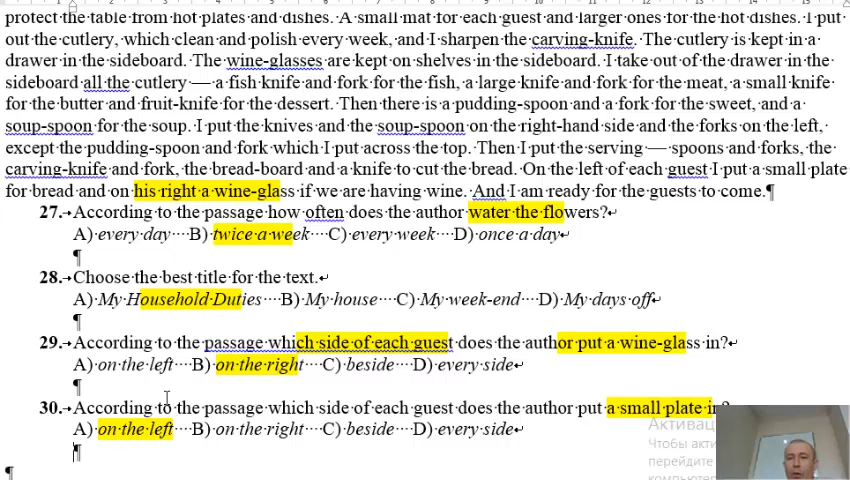 protect the table from hot plates and dishes. A small mat for each guest and larger ones for the hot dishes. I put
out the cutlery, which clean and polish every week, and I sharpen the carving-knife. The cutlery is kept in a
drawer in the sideboard. The wine-glasses are kept on shelves in the sideboard. I take out of the drawer in the
sideboard all the cutlery — a fish knife and fork for the fish, a large knife and fork for the meat, a small knife
for the butter and fruit-knife for the dessert. Then there is a pudding-spoon and a fork for the sweet, and a
soup-spoon for the soup. I put the knives and the soup-spoon on the right-hand side and the forks on the left,
except the pudding-spoon and fork which I put across the top. Then I put the serving — spoons and forks, the
carving-knife and fork, the bread-board and a knife to cut the bread. On the left of each guest I put a small plate
for bread and on his right a wine-glass if we are having wine. And I am ready for the guests to come.
27. According to the passage how often does the author water the flowers?
A) every day B) twice a week C) every week D) once a day
28. Choose the best title for the text.
A) My Household Duties B) My house C) My week-end D) My days off
29. According to the passage which side of each guest does the author put a wine-glass in?
A) on the left B) on the right C) beside D) every side
30. According to the passage which side of each guest does the author put a small plate in?
A) on the left B) on the right C) beside D) every side